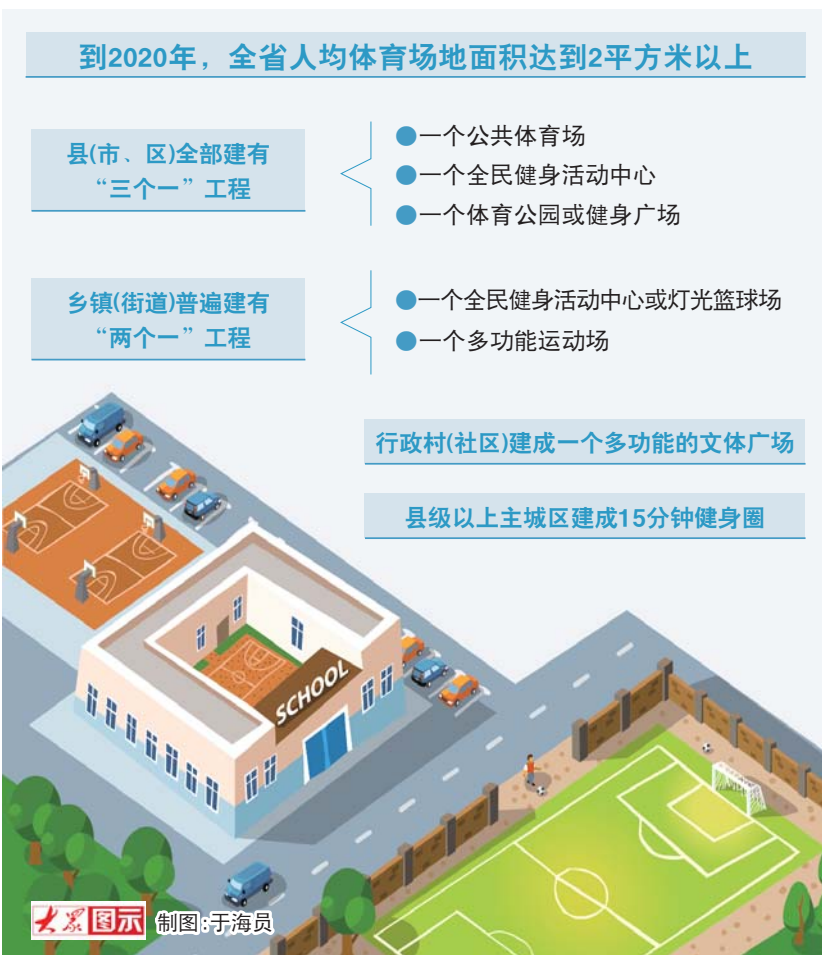 到2020年，全省人均体育场地面积达到2平方米以上
县(市、区)全部建有
“三个一”工程
●一个公共体育场
●一个全民健身活动中心
●一个体育公园或健身广场
乡镇(街道)普遍建有
“两个一”工程
●一个全民健身活动中心或灯光篮球场
●一个多功能运动场
行政村(社区)建成一个多功能的文体广场
县级以上主城区建成15分钟健身圈
SCHOOL
大眾图示 制图:于海员